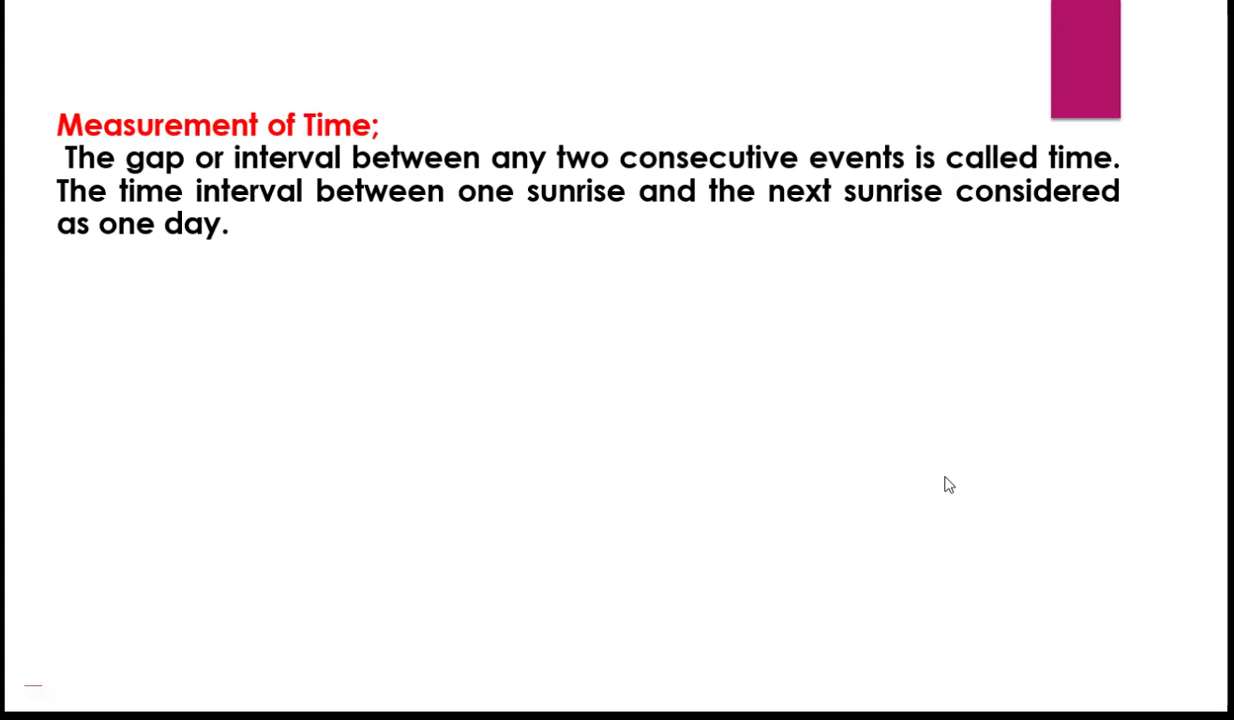 Measurement of Time;
The gap or interval between any two consecutive events is called time.
The time interval between one sunrise and the next sunrise considered
as one day.